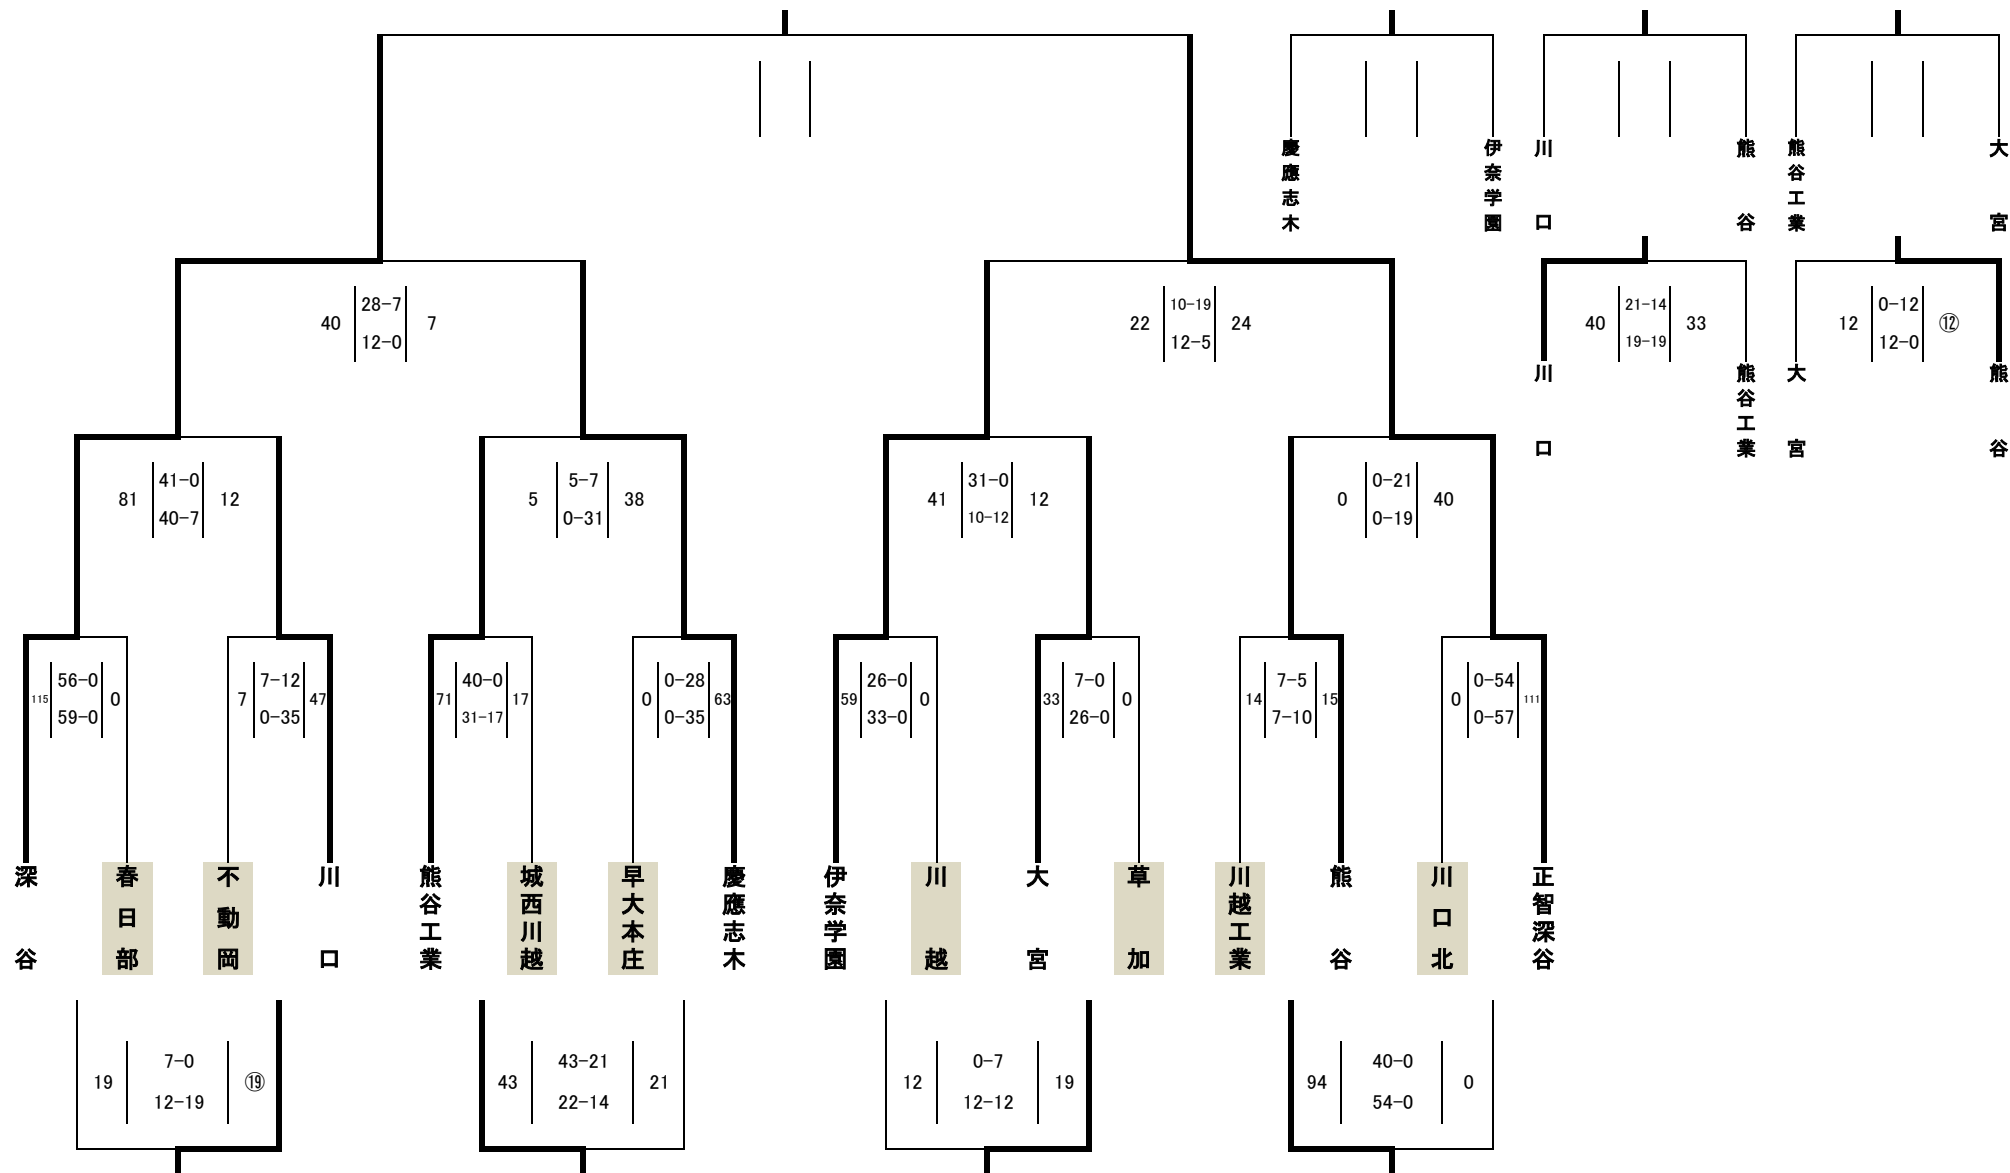 慶應志木
伊奈学園
川口
熊谷
熊谷工業
大宮
40 28-7 7
12-0
22 10-19 24
12-5
40 21-14 33
19-19
12 0-12 ⑫
12-0
川口
熊谷工業
大宮
熊谷
81 41-0 12
40-7
5 5-7 38
0-31
41 31-0 12
10-12
0 0-21 40
0-19
115 56-0 0
59-0
7 7-12 47
0-35
71 40-0 17
31-17
0 0-28 63
0-35
59 26-0 0
33-0
33 7-0 0
26-0
14 7-5 15
7-10
0 0-54 111
0-57
深谷
春日部
不動岡
川口
熊谷工業
城西川越
早大本庄
慶應志木
伊奈学園
川越
大宮
草加
川越工業
熊谷
川口北
正智深谷
19 7-0 ⑲
12-19
43 43-21 21
22-14
12 0-7 19
12-12
94 40-0 0
54-0